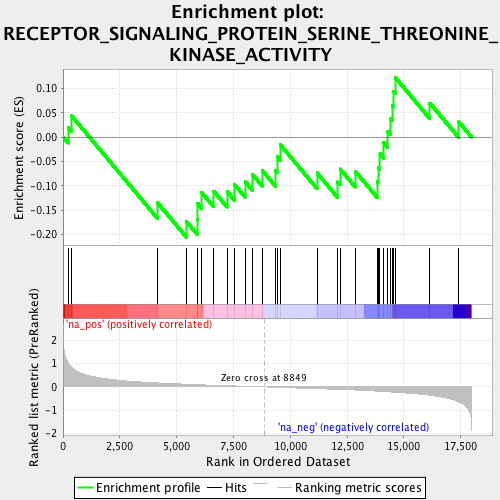 Enrichment plot:
RECEPTOR_SIGNALING_PROTEIN_SERINE_THREONINE_
KINASE_ACTIVITY
Enrichment score (ES)
0.10
0.05
0.00
-0.05
-0.10
-0.15
-0.20
'na_pos' (positively correlated)
Ranked list metric (PreRanked)
2
1
0
-1
-2
Zero cross at 8849
'na_neg' (negatively correlated)
0
2,500
5,000
7,500
10,000
12,500
15,000
17,500
Rank in Ordered Dataset
Enrichment profile
Hits
Ranking metric scores